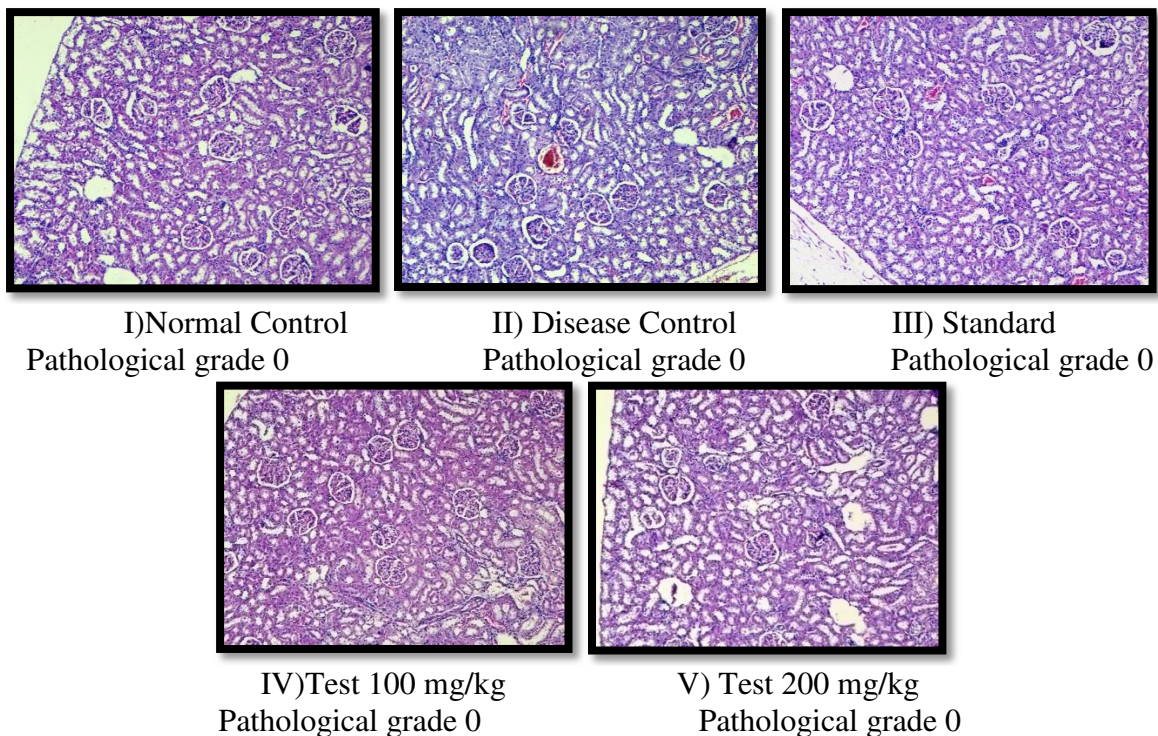 I)Normal Control
II) Disease Control
III) Standard
Pathological grade 0
Pathological grade 0
Pathological grade 0
IV)Test 100 mg/kg
V) Test 200 mg/kg
Pathological grade 0
Pathological grade 0